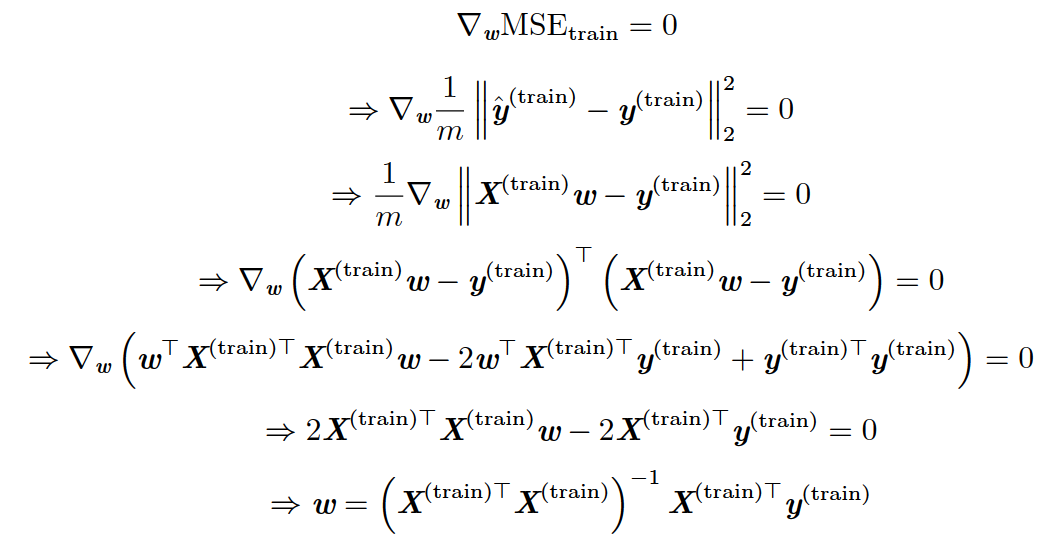 ∇_w MSE_train = 0
⇒ ∇_w 1/m ‖ŷ^(train) − y^(train)‖_2^2 = 0
⇒ 1/m ∇_w ‖X^(train) w − y^(train)‖_2^2 = 0
⇒ ∇_w (X^(train) w − y^(train))^⊤ (X^(train) w − y^(train)) = 0
⇒ ∇_w (w^⊤ X^(train)⊤ X^(train) w − 2w^⊤ X^(train)⊤ y^(train) + y^(train)⊤ y^(train)) = 0
⇒ 2X^(train)⊤ X^(train) w − 2X^(train)⊤ y^(train) = 0
⇒ w = (X^(train)⊤ X^(train))^−1 X^(train)⊤ y^(train)